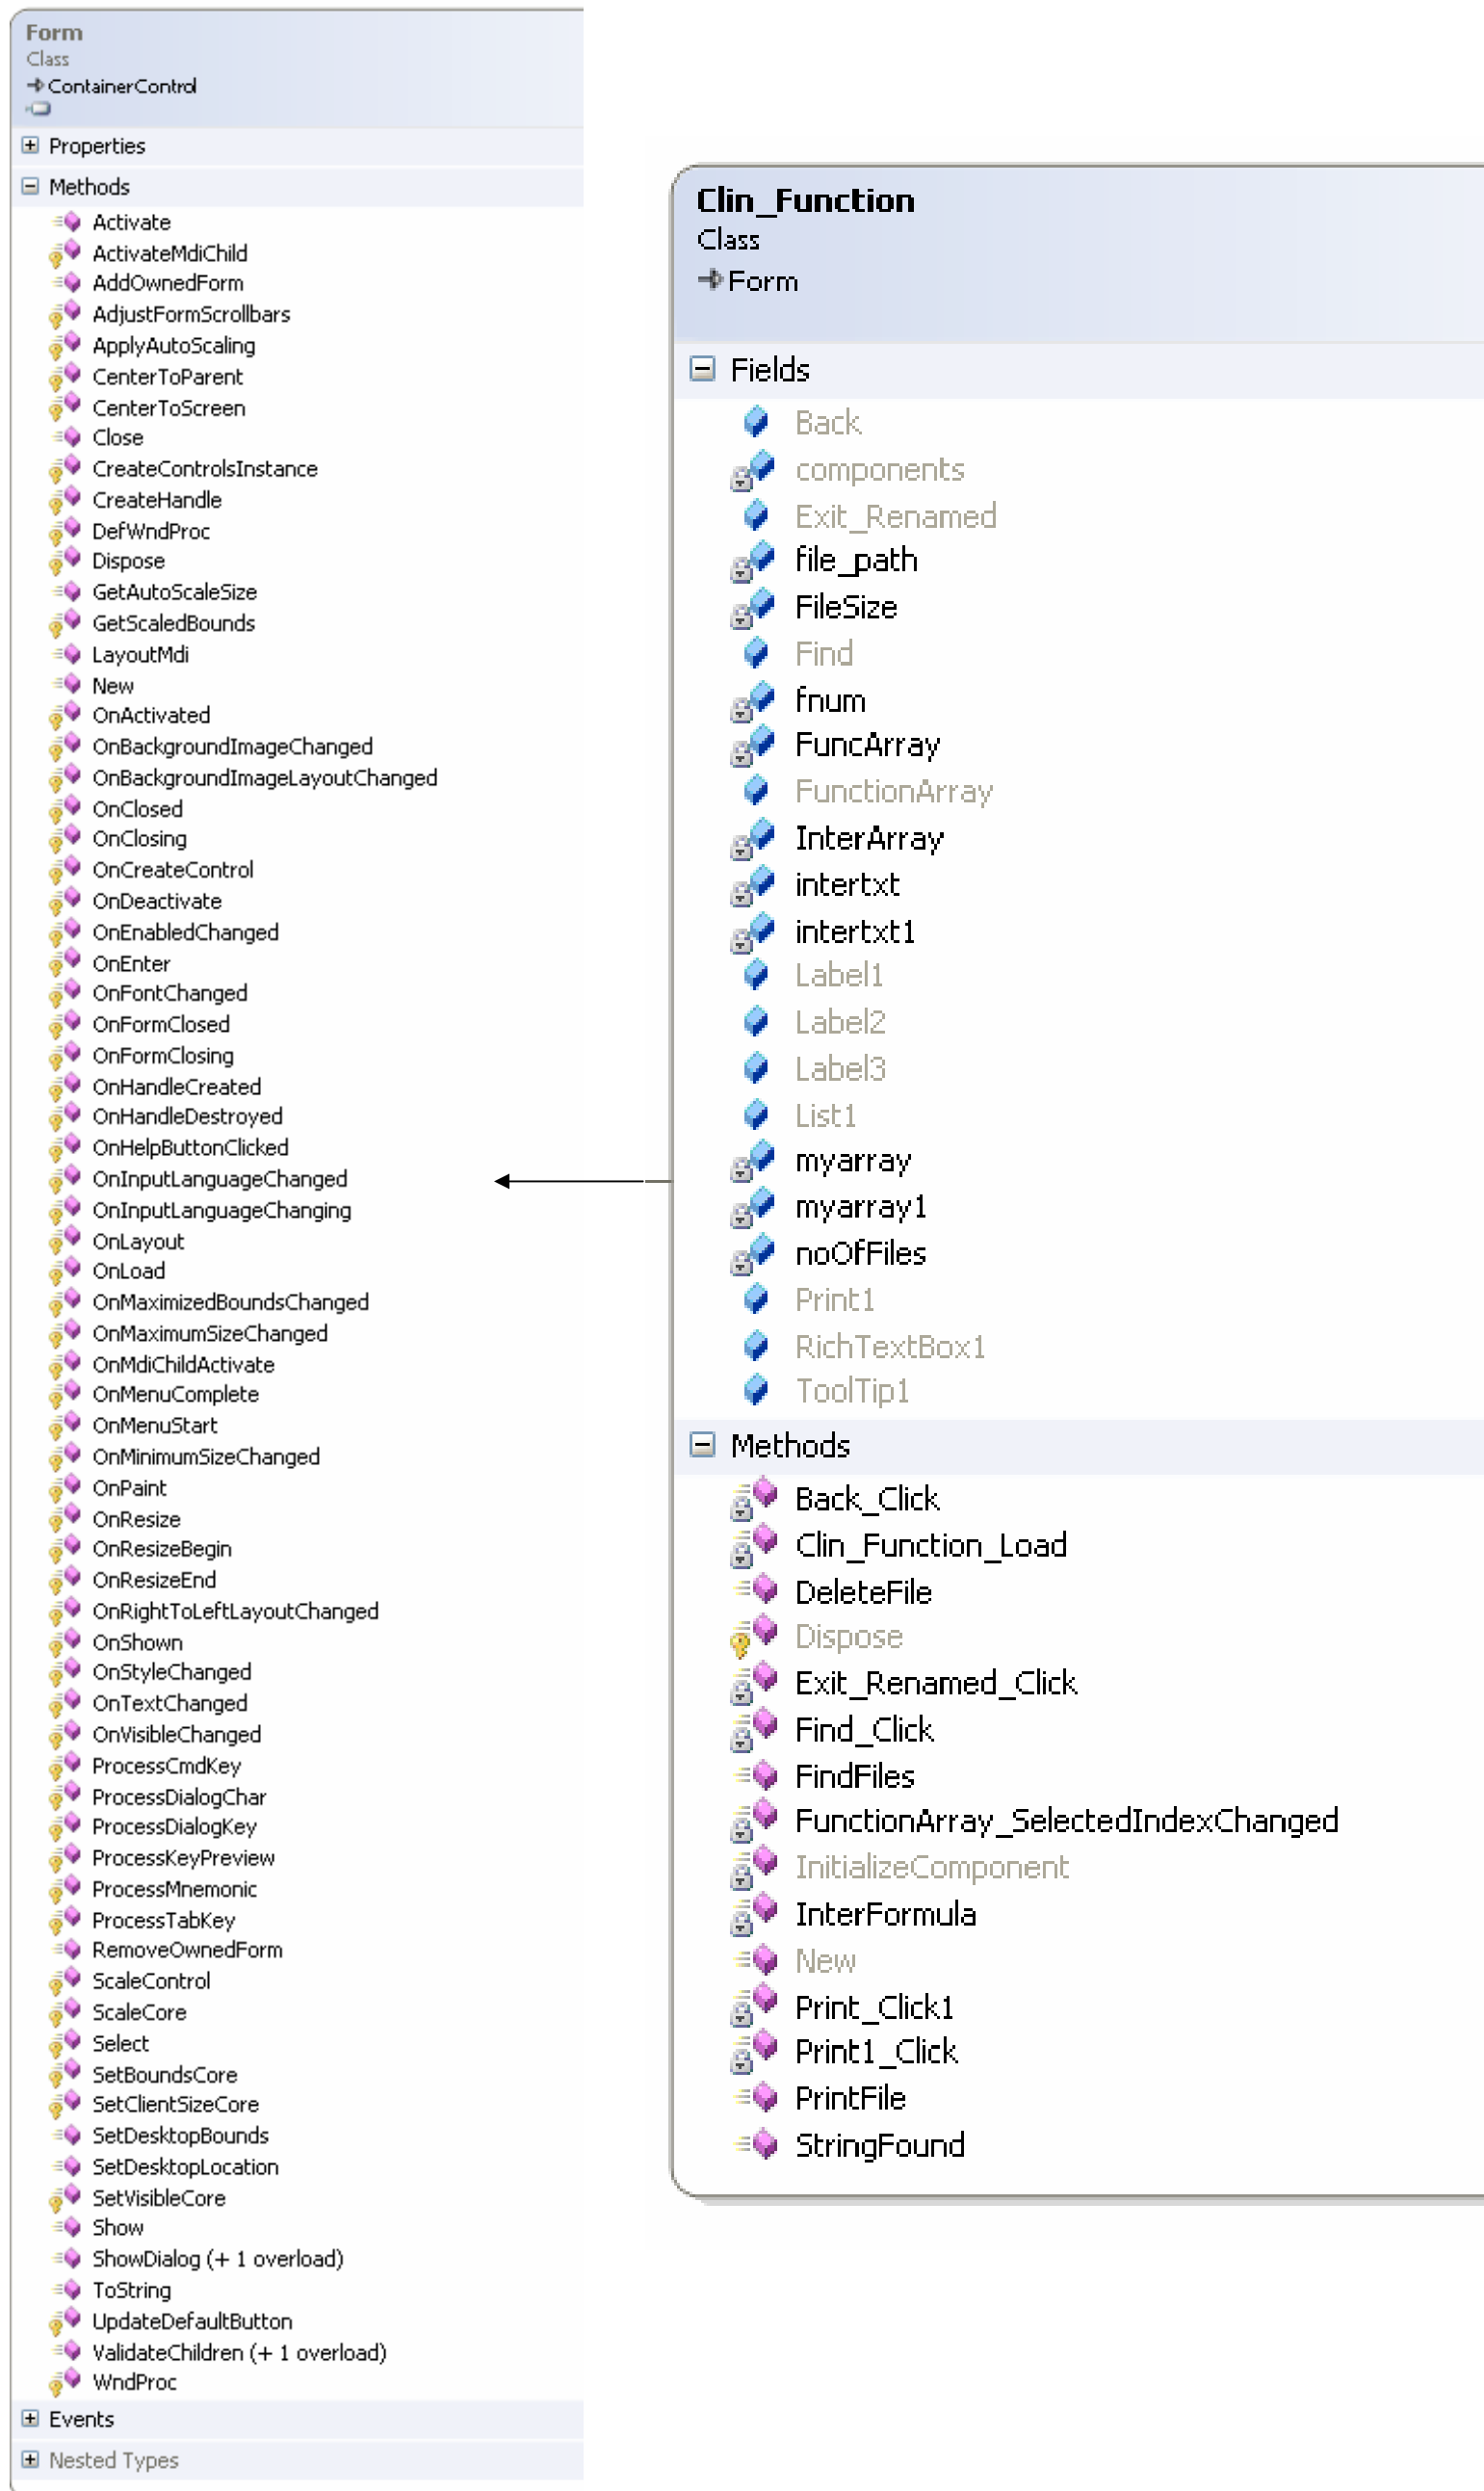 Form
Class
ContainerControl
Properties
Methods
Activate
ActivateMdiChild
AddOwnedForm
AdjustFormScrollbars
ApplyAutoScaling
CenterToParent
CenterToScreen
Close
CreateControlsInstance
CreateHandle
DefWndProc
Dispose
GetAutoScaleSize
GetScaledBounds
LayoutMdi
New
OnActivated
OnBackgroundImageChanged
OnBackgroundImageLayoutChanged
OnClosed
OnClosing
OnCreateControl
OnDeactivate
OnEnabledChanged
OnEnter
OnFontChanged
OnFormClosed
OnFormClosing
OnHandleCreated
OnHandleDestroyed
OnHelpButtonClicked
OnInputLanguageChanged
OnInputLanguageChanging
OnLayout
OnLoad
OnMaximizedBoundsChanged
OnMaximumSizeChanged
OnMdiChildActivate
OnMenuComplete
OnMenuStart
OnMinimumSizeChanged
OnPaint
OnResize
OnResizeBegin
OnResizeEnd
OnRightToLeftLayoutChanged
OnShown
OnStyleChanged
OnTextChanged
OnVisibleChanged
ProcessCmdKey
ProcessDialogChar
ProcessDialogKey
ProcessKeyPreview
ProcessMnemonic
ProcessTabKey
RemoveOwnedForm
ScaleControl
ScaleCore
Select
SetBoundsCore
SetClientSizeCore
SetDesktopBounds
SetDesktopLocation
SetVisibleCore
Show
ShowDialog (+ 1 overload)
ToString
UpdateDefaultButton
ValidateChildren (+ 1 overload)
WndProc
Events
Nested Types
Clin_Function
Class
Form
Fields
Back
components
Exit_Renamed
file_path
FileSize
Find
fnum
FuncArray
FunctionArray
InterArray
intertxt
intertxt1
Label1
Label2
Label3
List1
myarray
myarray1
noOfFiles
Print1
RichTextBox1
ToolTip1
Methods
Back_Click
Clin_Function_Load
DeleteFile
Dispose
Exit_Renamed_Click
Find_Click
FindFiles
FunctionArray_SelectedIndexChanged
InitializeComponent
InterFormula
New
Print_Click1
Print1_Click
PrintFile
StringFound